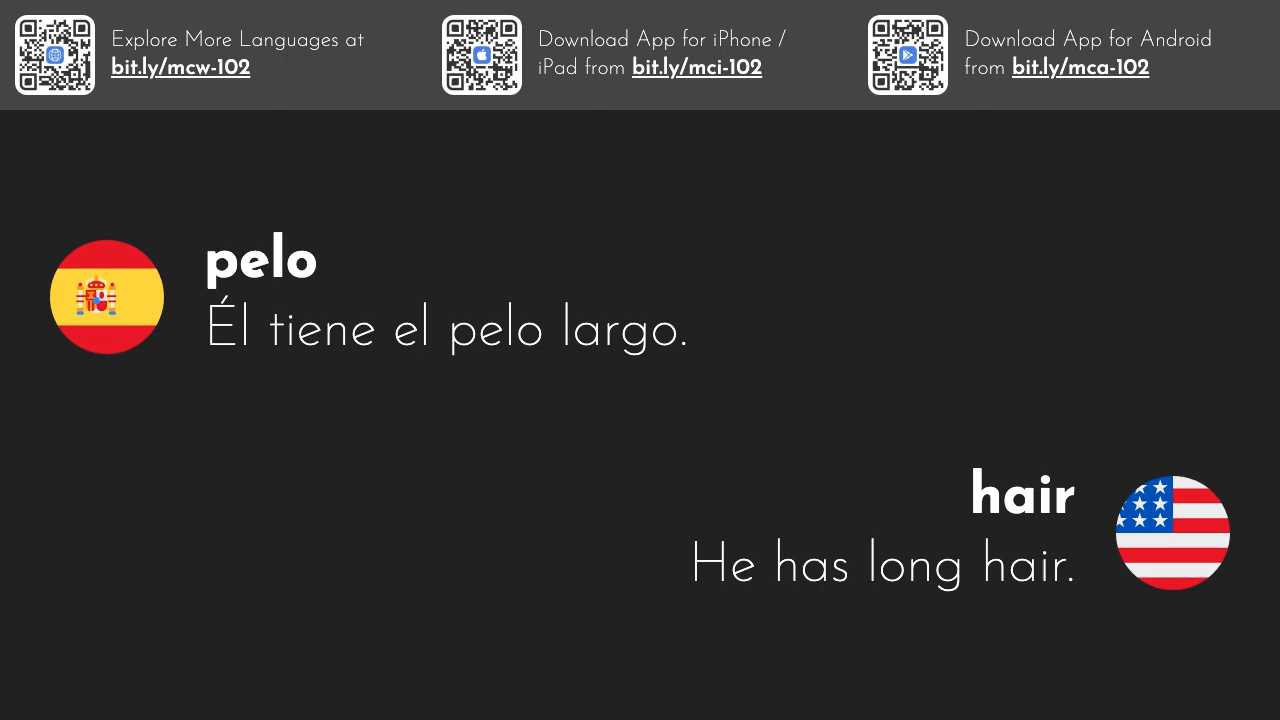 Explore More Languages at
bit.ly/mcw-102
Download App for iPhone /
iPad from bit.ly/mci-102
Download App for Android
from bit.ly/mca-102
pelo
Él tiene el pelo largo.
hair
He has long hair.